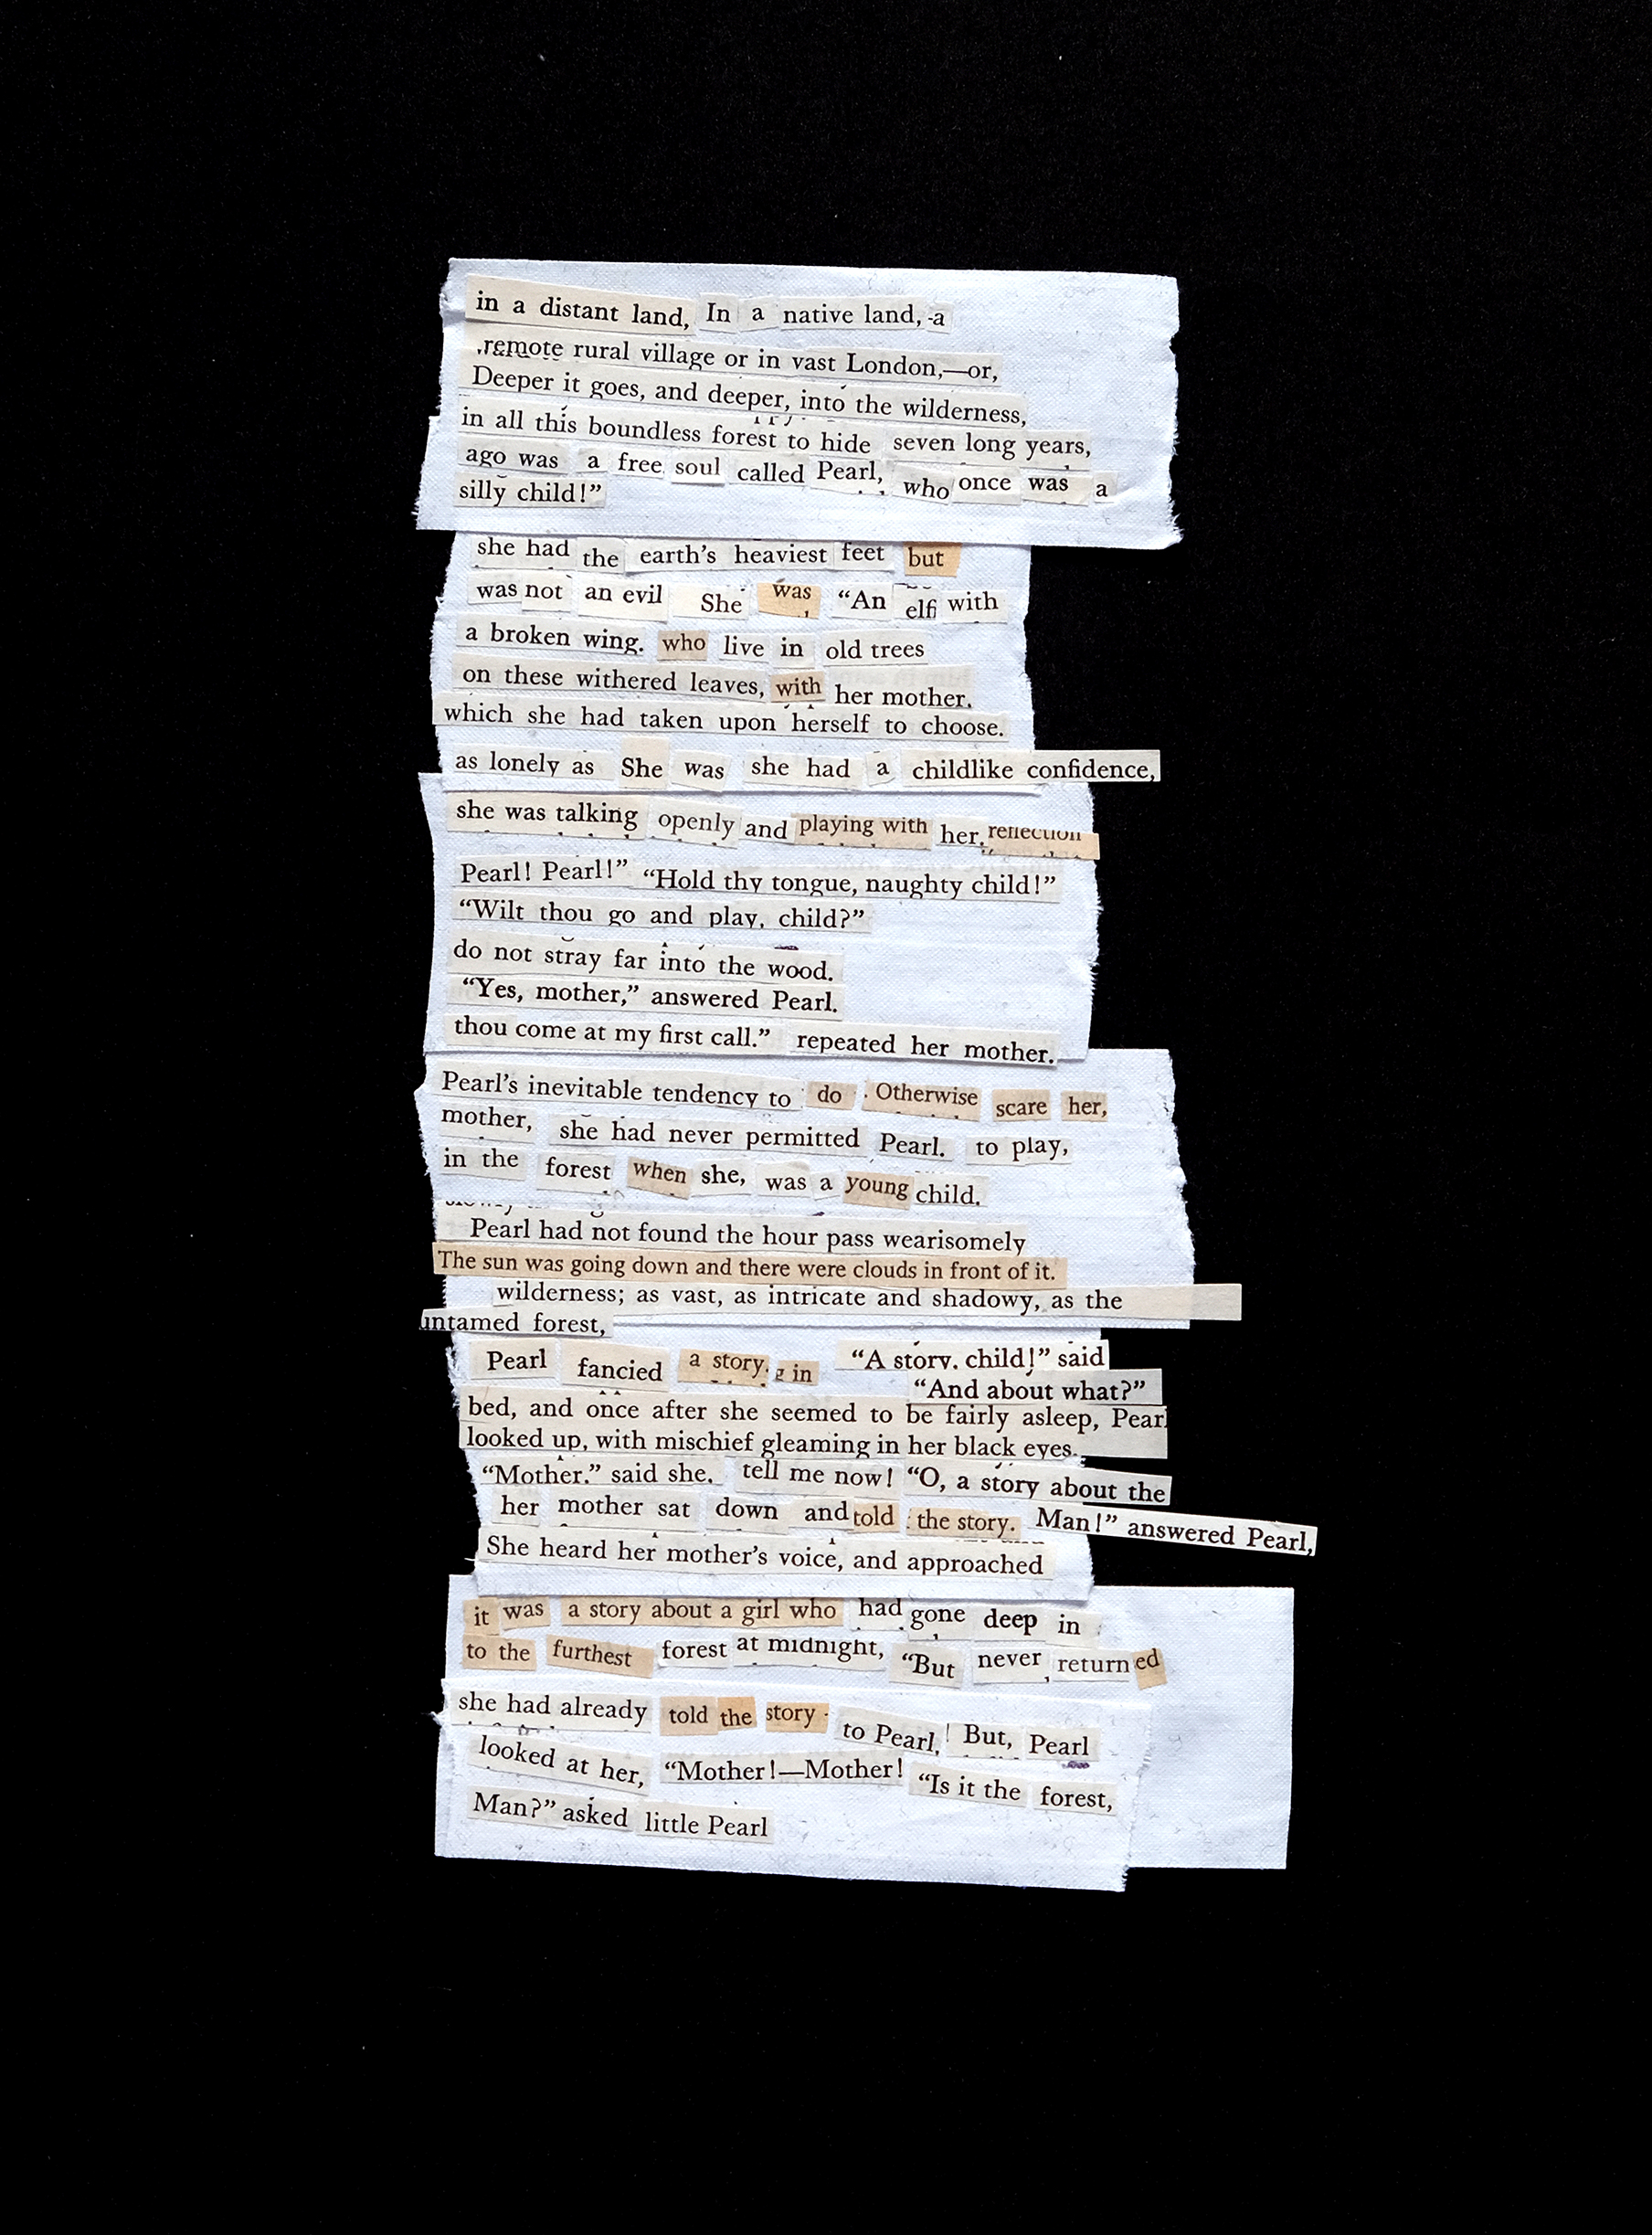 in a distant land, In a native land, -a
remote rural village or in vast London,—or,
Deeper it goes, and deeper, into the wilderness,
in all this boundless forest to hide seven long years,
ago was a free soul called Pearl, who once was a
silly child!”
she had the earth’s heaviest feet but
was not an evil She was “An elf with
a broken wing. who live in old trees
on these withered leaves, with her mother.
which she had taken upon herself to choose.
as lonely as She was she had a childlike confidence,
she was talking openly and playing with her, reflection
Pearl! Pearl!” “Hold thy tongue, naughty child!”
“Wilt thou go and play, child?”
do not stray far into the wood.
“Yes, mother,” answered Pearl.
thou come at my first call.” repeated her mother.
Pearl’s inevitable tendency to do . Otherwise scare her,
mother, she had never permitted Pearl. to play,
in the forest when she, was a young child.
Pearl had not found the hour pass wearisomely
The sun was going down and there were clouds in front of it.
wilderness; as vast, as intricate and shadowy, as the
untamed forest,
Pearl fancied a story. in “A story, child!” said
“And about what?”
bed, and once after she seemed to be fairly asleep, Pearl
looked up, with mischief gleaming in her black eyes.
“Mother.” said she. tell me now! “O, a story about the
her mother sat down and told the story. Man!” answered Pearl,
She heard her mother’s voice, and approached
it was a story about a girl who had gone deep in
to the furthest forest at midnight, “But never returned
she had already told the story to Pearl,! But, Pearl
looked at her, “Mother!—Mother! “Is it the forest,
Man?” asked little Pearl